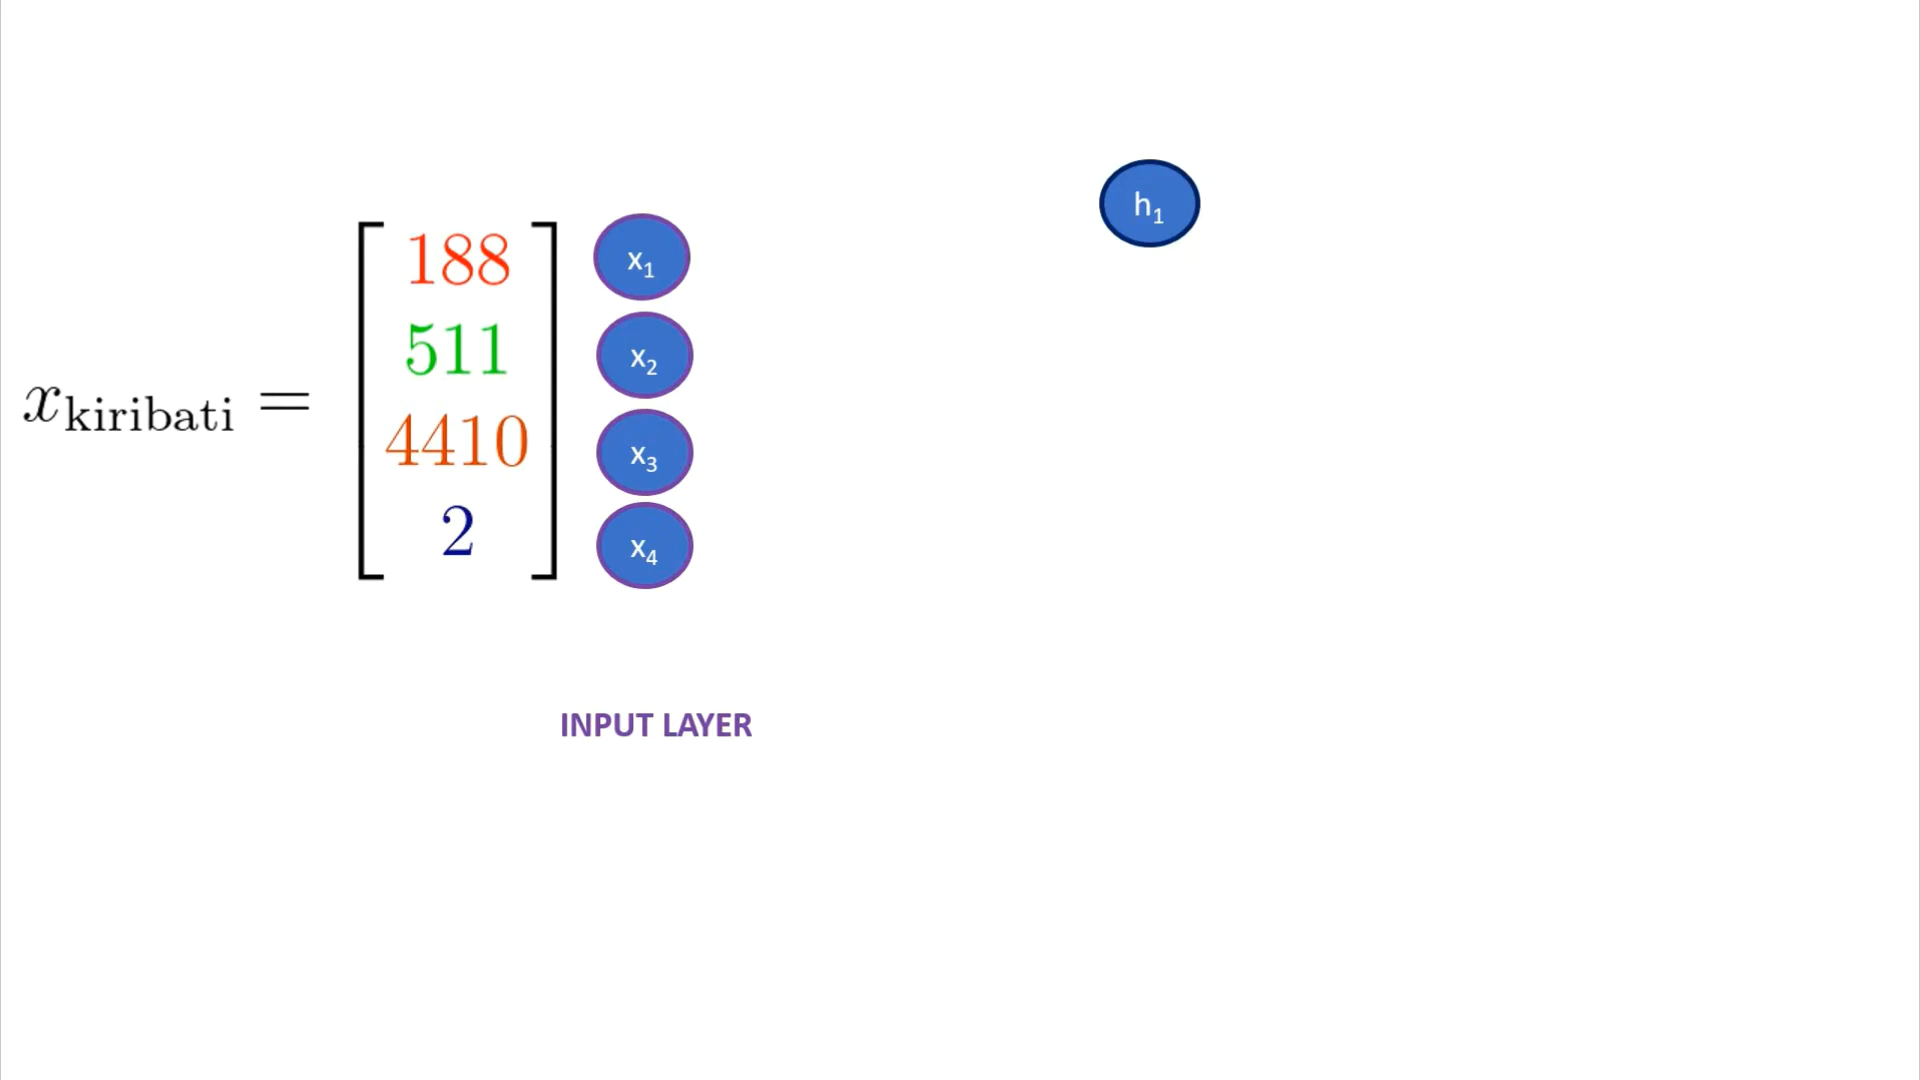 h₁
188 x₁
511 x₂
x_kiribati =
4410 x₃
2 x₄
INPUT LAYER